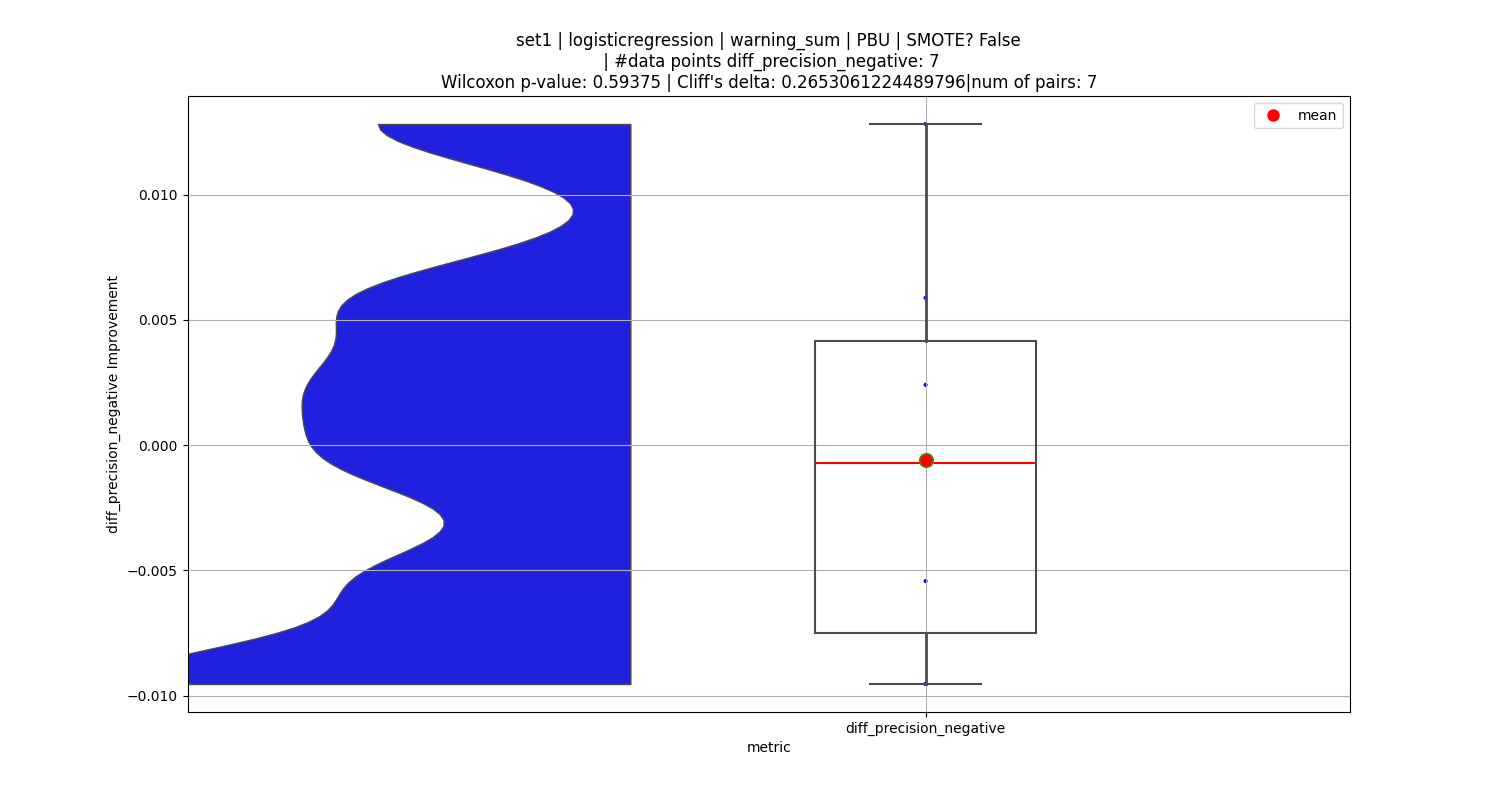 set1 | logisticregression | warning_sum | PBU | SMOTE? False
| #data points diff_precision_negative: 7
Wilcoxon p-value: 0.59375 | Cliff's delta: 0.2653061224489796|num of pairs: 7
mean
0.010
0.005
0.000
−0.005
−0.010
diff_precision_negative Improvement
diff_precision_negative
metric